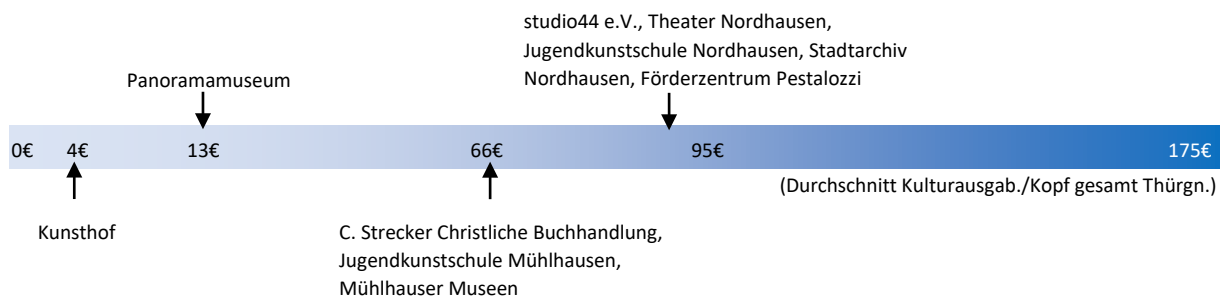 studio44 e.V., Theater Nordhausen,
Jugendkunstschule Nordhausen, Stadtarchiv
Nordhausen, Förderzentrum Pestalozzi
Panoramamuseum
0€ 4€ 13€ 66€ 95€ 175€
(Durchschnitt Kulturausgab./Kopf gesamt Thürgn.)
Kunsthof
C. Strecker Christliche Buchhandlung,
Jugendkunstschule Mühlhausen,
Mühlhauser Museen